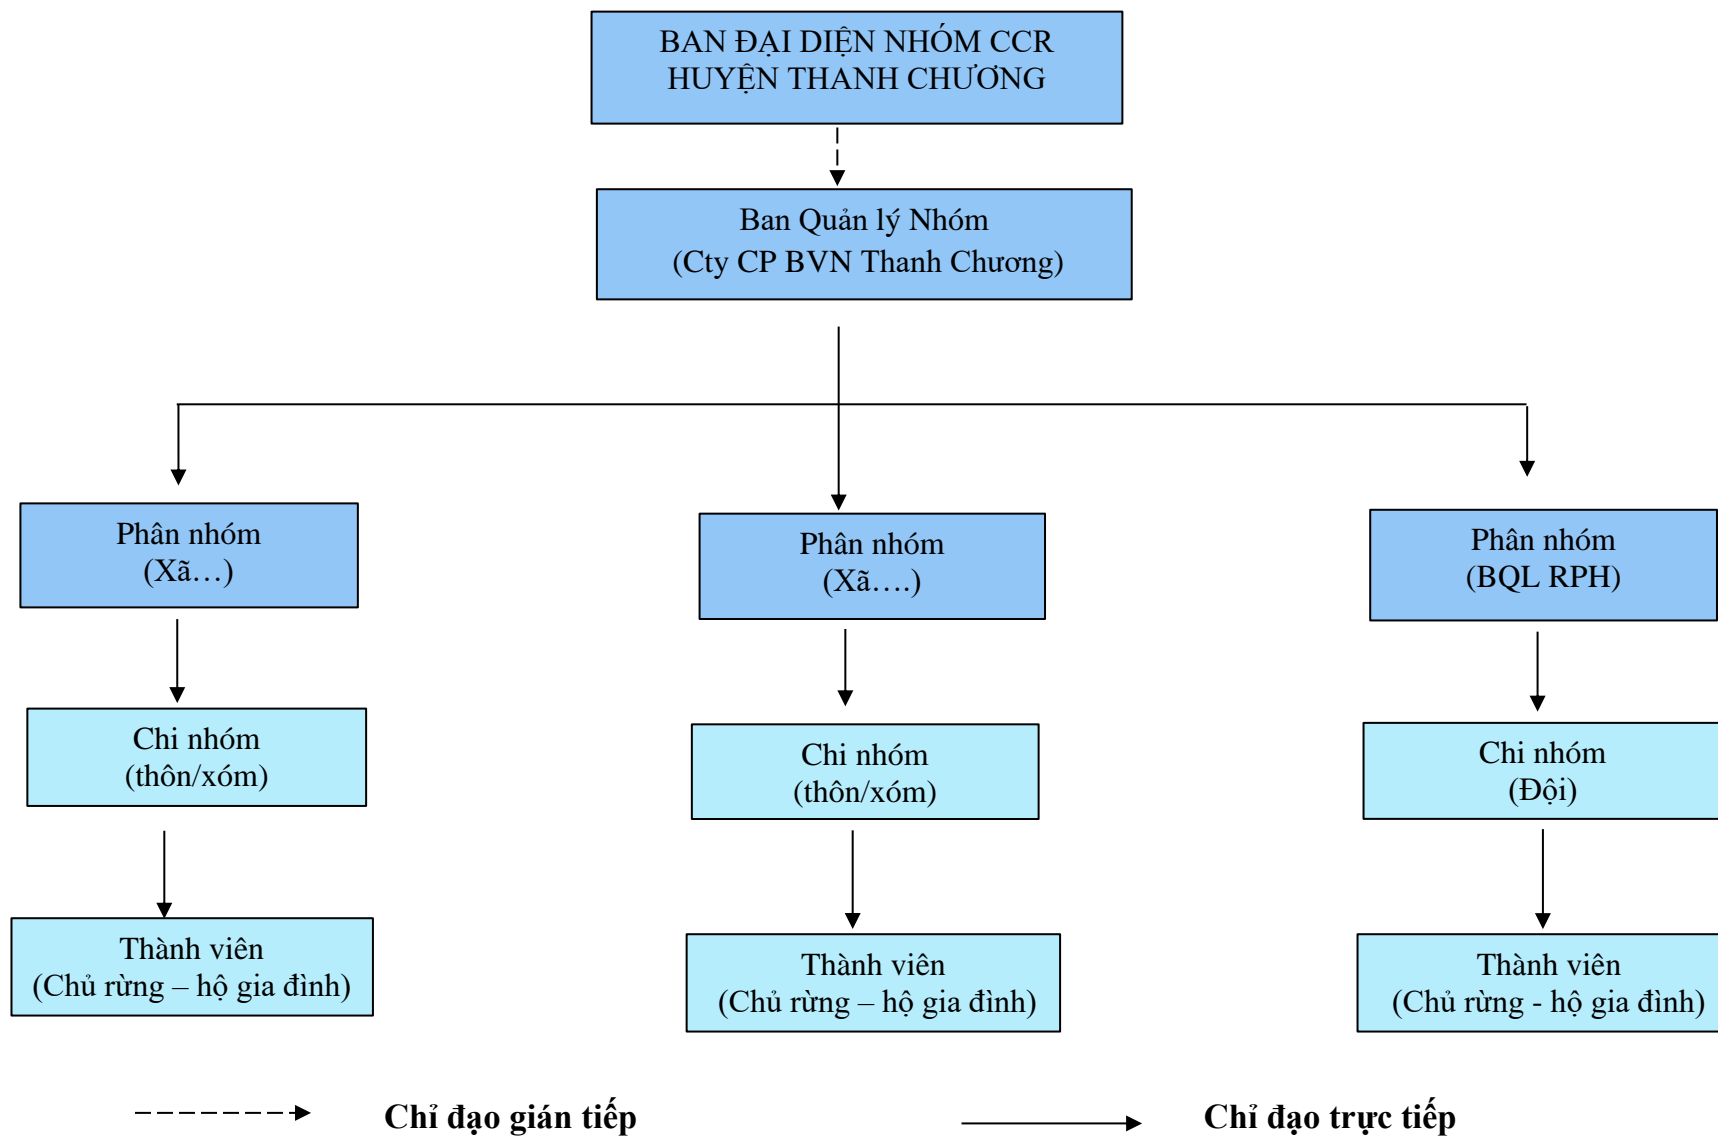 BAN ĐẠI DIỆN NHÓM CCR
HUYỆN THANH CHƯƠNG
Ban Quản lý Nhóm
(Cty CP BVN Thanh Chương)
Phân nhóm
(Xã…)
Phân nhóm
(Xã….)
Phân nhóm
(BQL RPH)
Chi nhóm
(thôn/xóm)
Chi nhóm
(thôn/xóm)
Chi nhóm
(Đội)
Thành viên
(Chủ rừng – hộ gia đình)
Thành viên
(Chủ rừng – hộ gia đình)
Thành viên
(Chủ rừng - hộ gia đình)
Chỉ đạo gián tiếp
Chỉ đạo trực tiếp